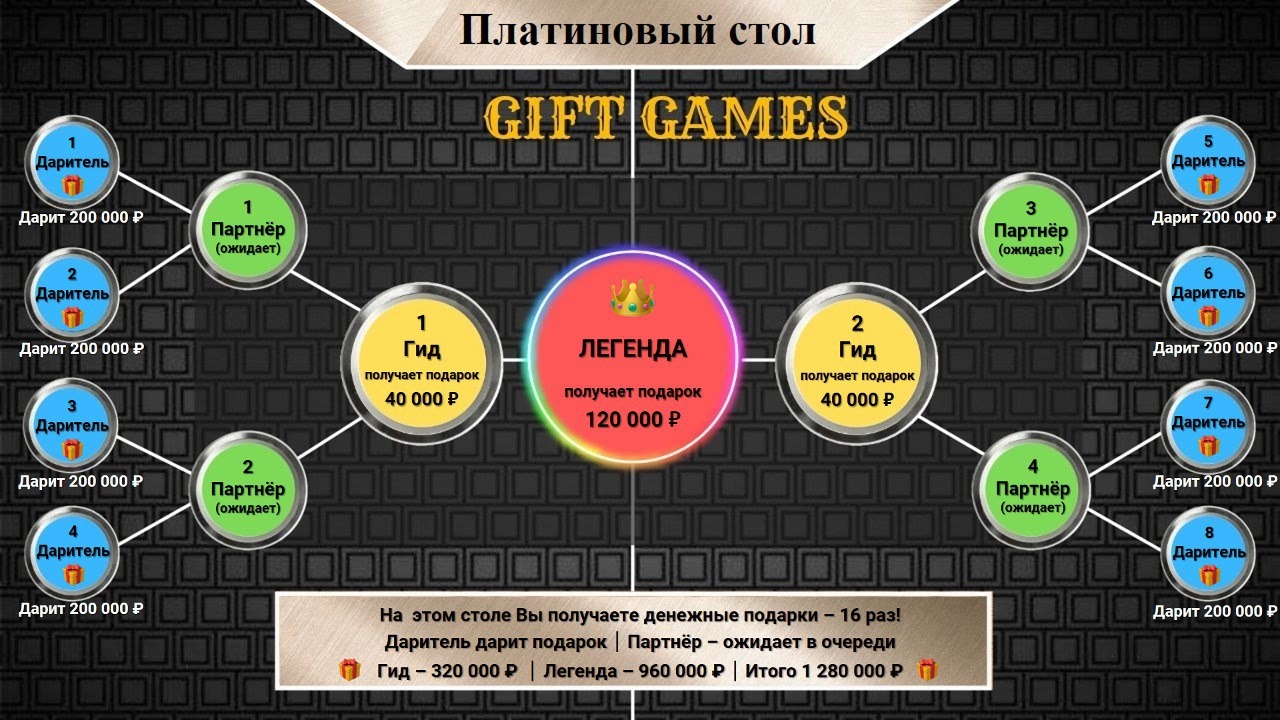 Платиновый стол
GIFT GAMES
1
Даритель
Дарит 200 000 ₽
2
Даритель
Дарит 200 000 ₽
3
Даритель
Дарит 200 000 ₽
4
Даритель
Дарит 200 000 ₽
1
Партнёр
(ожидает)
2
Партнёр
(ожидает)
1
Гид
получает подарок
40 000 ₽
ЛЕГЕНДА
получает подарок
120 000 ₽
2
Гид
получает подарок
40 000 ₽
3
Партнёр
(ожидает)
4
Партнёр
(ожидает)
5
Даритель
Дарит 200 000 ₽
6
Даритель
Дарит 200 000 ₽
7
Даритель
Дарит 200 000 ₽
8
Даритель
Дарит 200 000 ₽
На этом столе Вы получаете денежные подарки – 16 раз!
Даритель дарит подарок | Партнёр – ожидает в очереди
Гид – 320 000 ₽ | Легенда – 960 000 ₽ | Итого 1 280 000 ₽